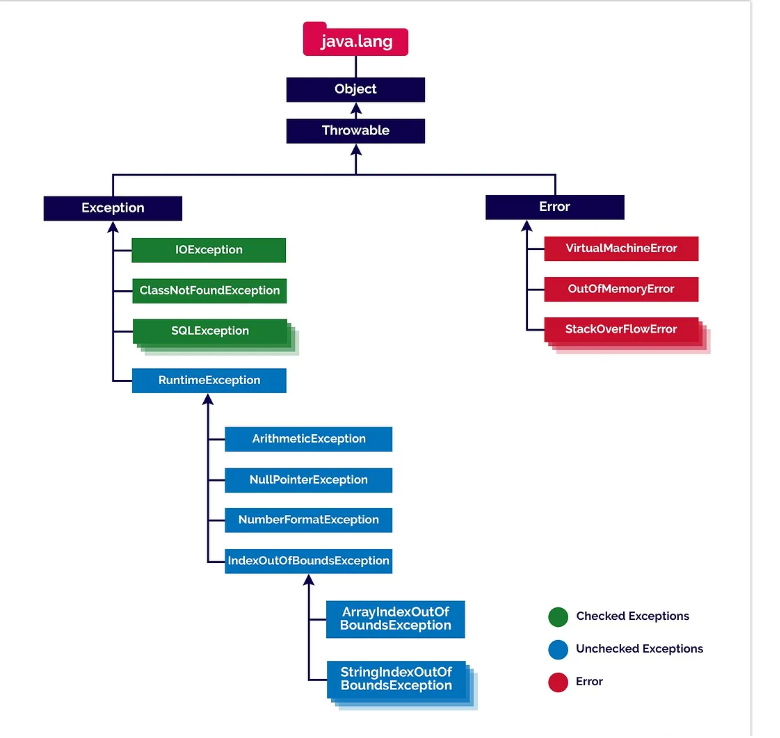 java.lang
Object
Throwable
Exception
Error
IOException
ClassNotFoundException
SQLException
RuntimeException
VirtualMachineError
OutOfMemoryError
StackOverFlowError
ArithmeticException
NullPointerException
NumberFormatException
IndexOutOfBoundsException
ArrayIndexOutOf
BoundsException
StringIndexOutOf
BoundsException
Checked Exceptions
Unchecked Exceptions
Error